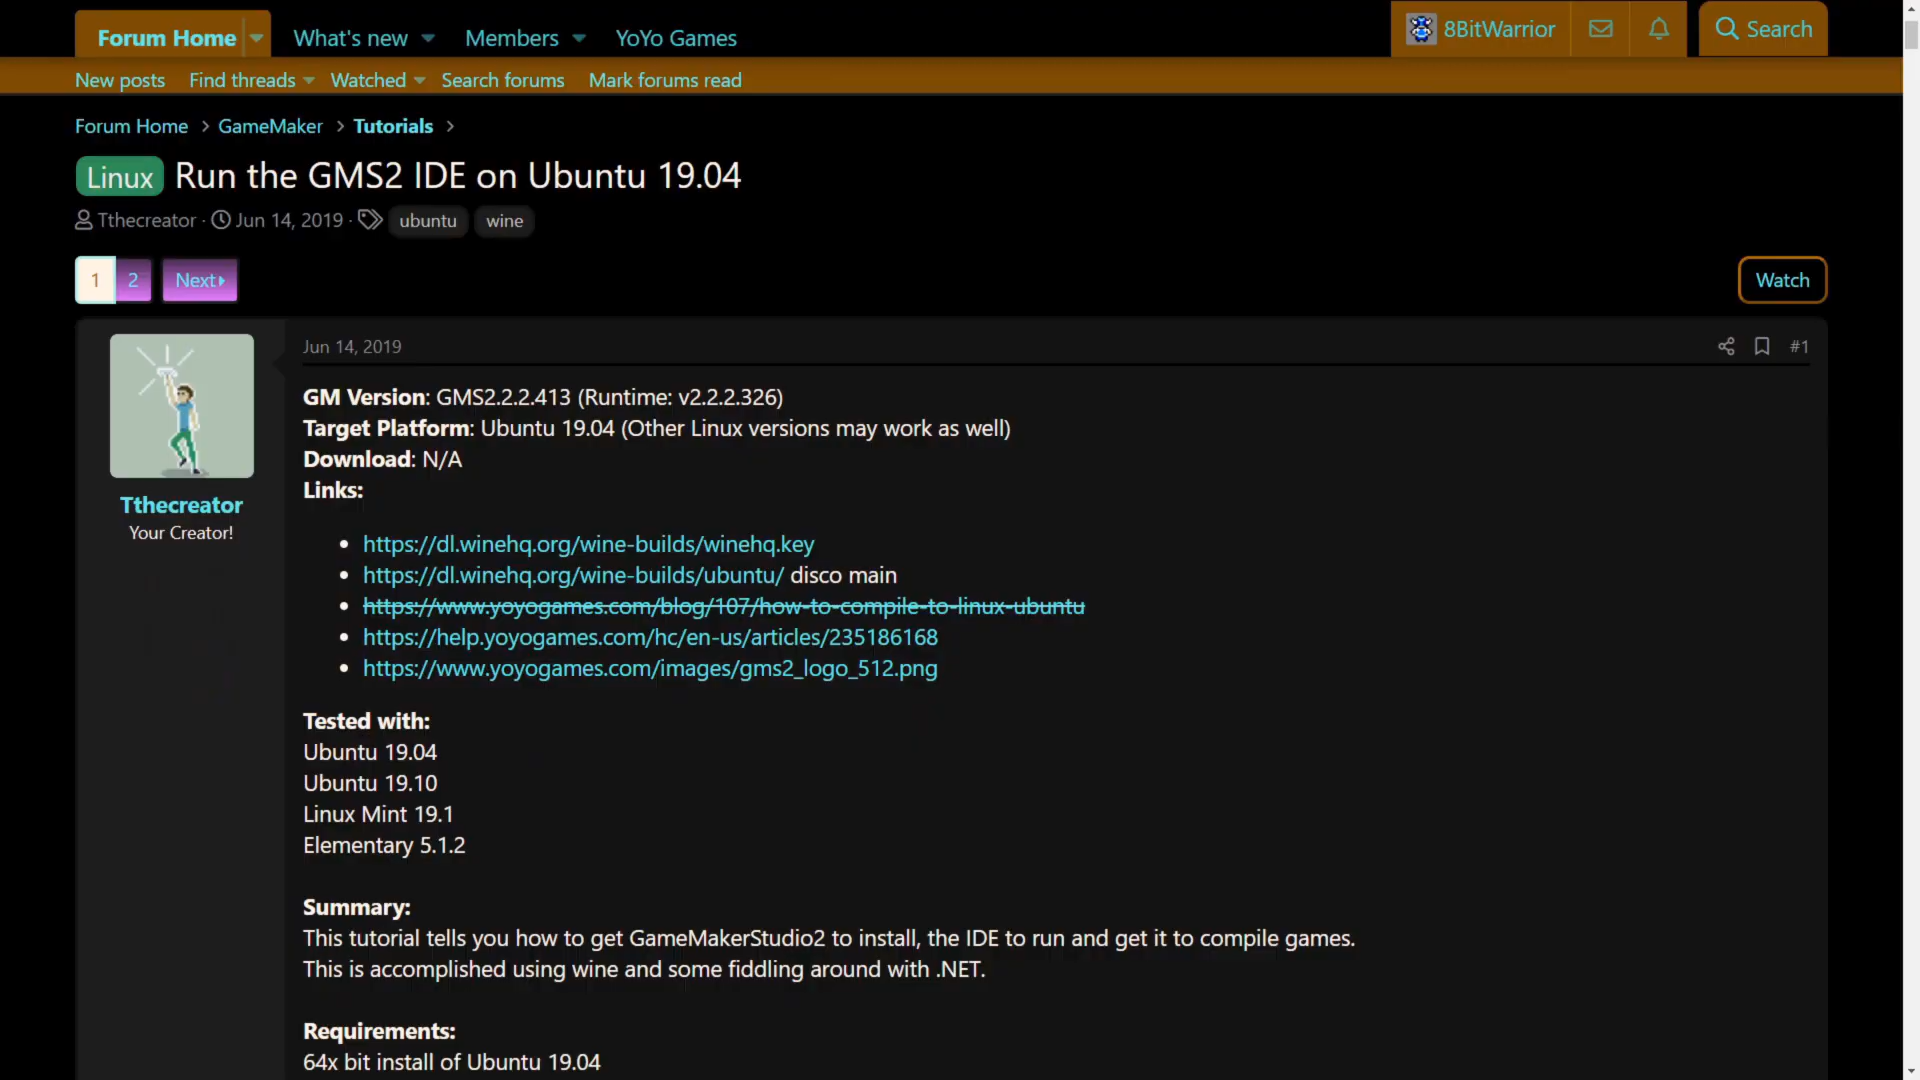 Forum Home
What's new
Members
YoYo Games
8BitWarrior
Search
New posts
Find threads
Watched
Search forums
Mark forums read
Forum Home > GameMaker > Tutorials >
Linux Run the GMS2 IDE on Ubuntu 19.04
Tthecreator · Jun 14, 2019 · ubuntu wine
1 2 Next
Watch
Jun 14, 2019
#1
Tthecreator
Your Creator!
GM Version: GMS2.2.2.413 (Runtime: v2.2.2.326)
Target Platform: Ubuntu 19.04 (Other Linux versions may work as well)
Download: N/A
Links:
• https://dl.winehq.org/wine-builds/winehq.key
• https://dl.winehq.org/wine-builds/ubuntu/ disco main
• https://www.yoyogames.com/blog/107/how-to-compile-to-linux-ubuntu
• https://help.yoyogames.com/hc/en-us/articles/235186168
• https://www.yoyogames.com/images/gms2_logo_512.png
Tested with:
Ubuntu 19.04
Ubuntu 19.10
Linux Mint 19.1
Elementary 5.1.2
Summary:
This tutorial tells you how to get GameMakerStudio2 to install, the IDE to run and get it to compile games.
This is accomplished using wine and some fiddling around with .NET.
Requirements:
64x bit install of Ubuntu 19.04